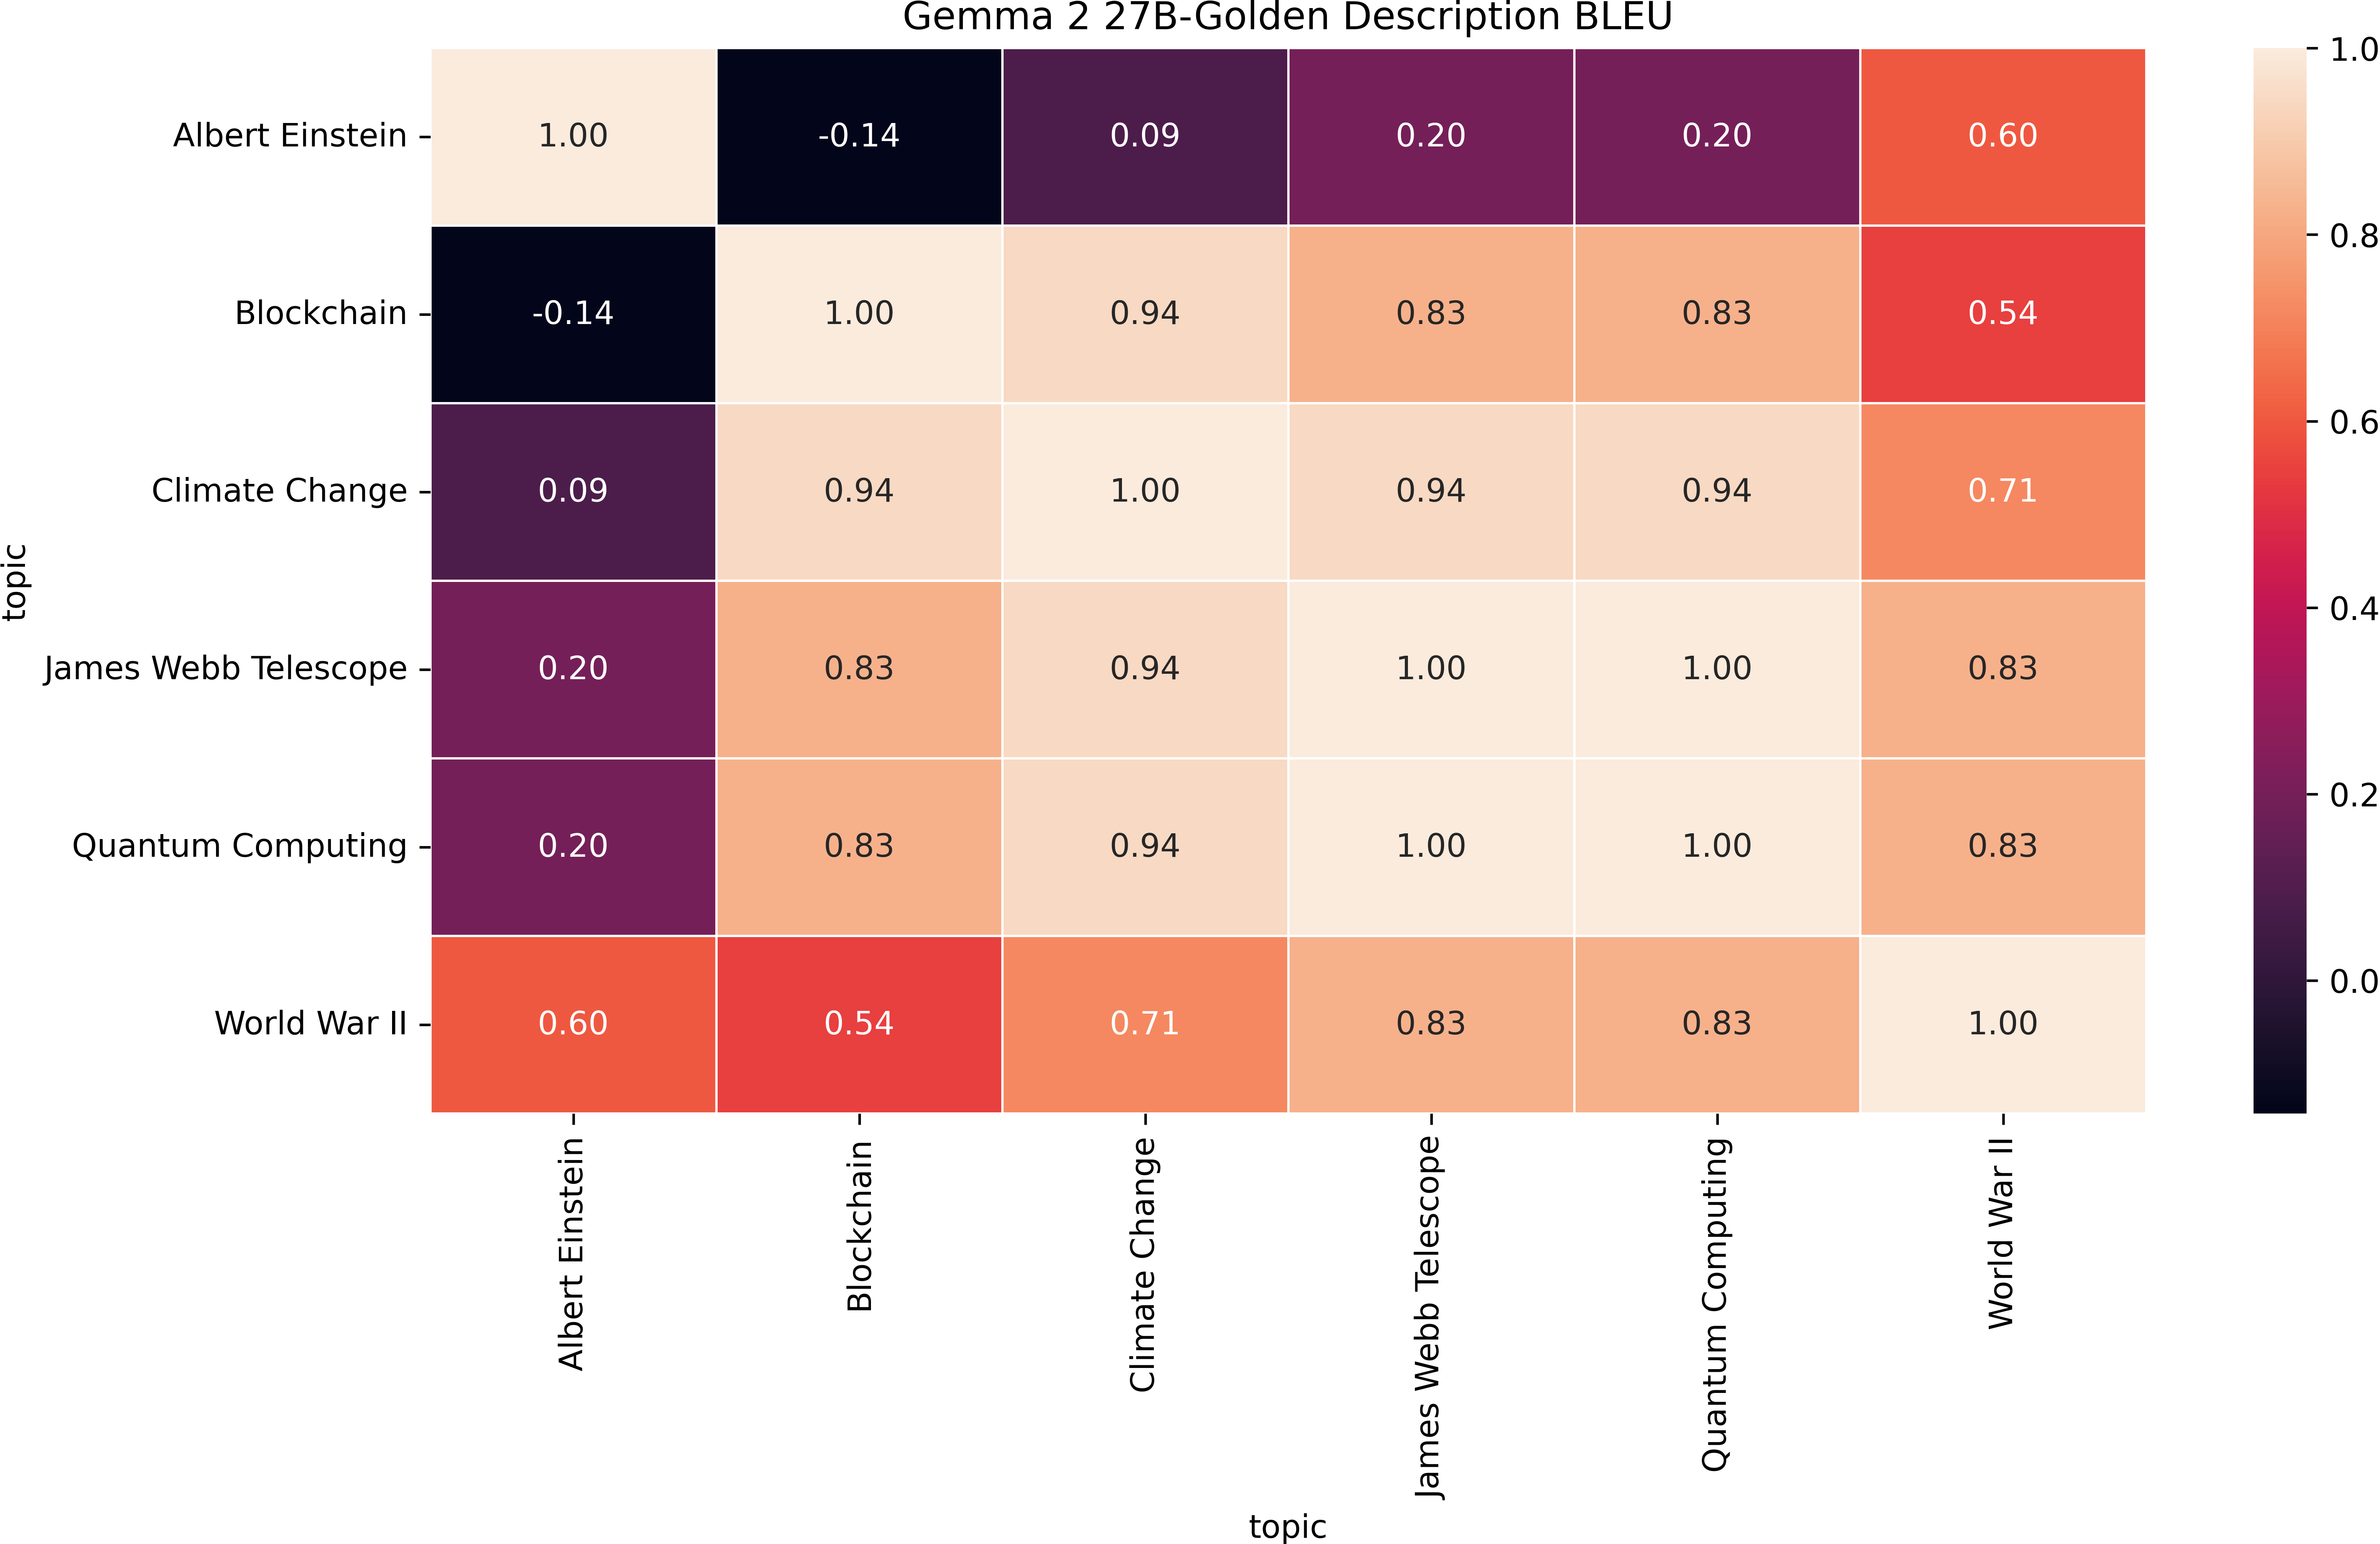 Gemma 2 27B-Golden Description BLEU
topic
Albert Einstein 1.00 -0.14 0.09 0.20 0.20 0.60
Blockchain -0.14 1.00 0.94 0.83 0.83 0.54
Climate Change 0.09 0.94 1.00 0.94 0.94 0.71
James Webb Telescope 0.20 0.83 0.94 1.00 1.00 0.83
Quantum Computing 0.20 0.83 0.94 1.00 1.00 0.83
World War II 0.60 0.54 0.71 0.83 0.83 1.00
Albert Einstein
Blockchain
Climate Change
James Webb Telescope
Quantum Computing
World War II
topic
1.0
0.8
0.6
0.4
0.2
0.0